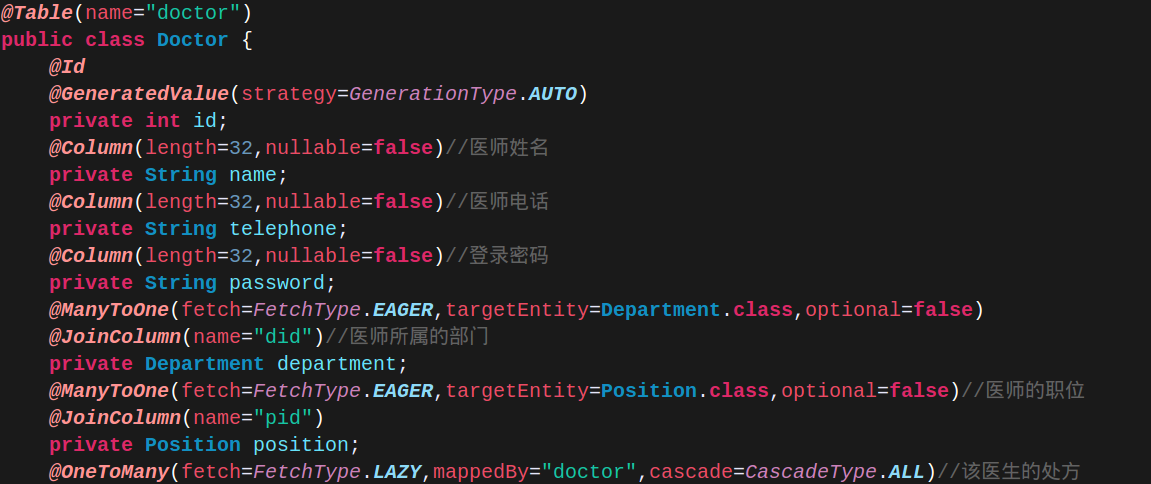 @Table(name="doctor")
public class Doctor {
@Id
@GeneratedValue(strategy=GenerationType.AUTO)
private int id;
@Column(length=32,nullable=false)//医师姓名
private String name;
@Column(length=32,nullable=false)//医师电话
private String telephone;
@Column(length=32,nullable=false)//登录密码
private String password;
@ManyToOne(fetch=FetchType.EAGER,targetEntity=Department.class,optional=false)
@JoinColumn(name="did")//医师所属的部门
private Department department;
@ManyToOne(fetch=FetchType.EAGER,targetEntity=Position.class,optional=false)//医师的职位
@JoinColumn(name="pid")
private Position position;
@OneToMany(fetch=FetchType.LAZY,mappedBy="doctor",cascade=CascadeType.ALL)//该医生的处方